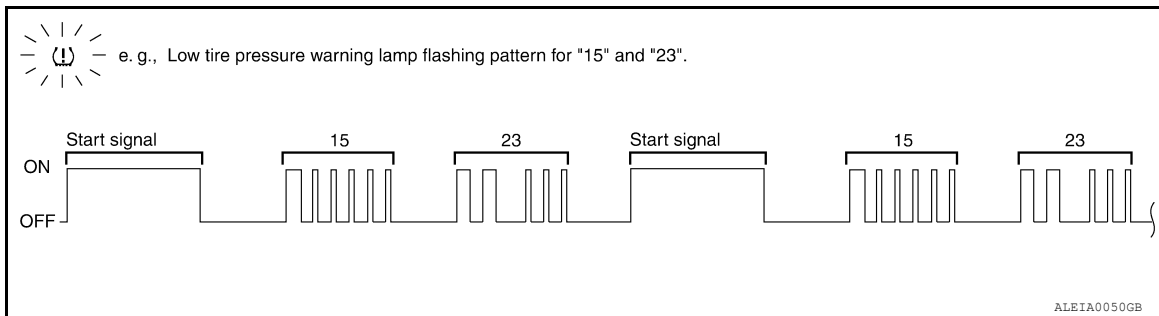 e. g., Low tire pressure warning lamp flashing pattern for "15" and "23".
Start signal 15 23 Start signal 15 23
ON
OFF
ALEIA0050GB